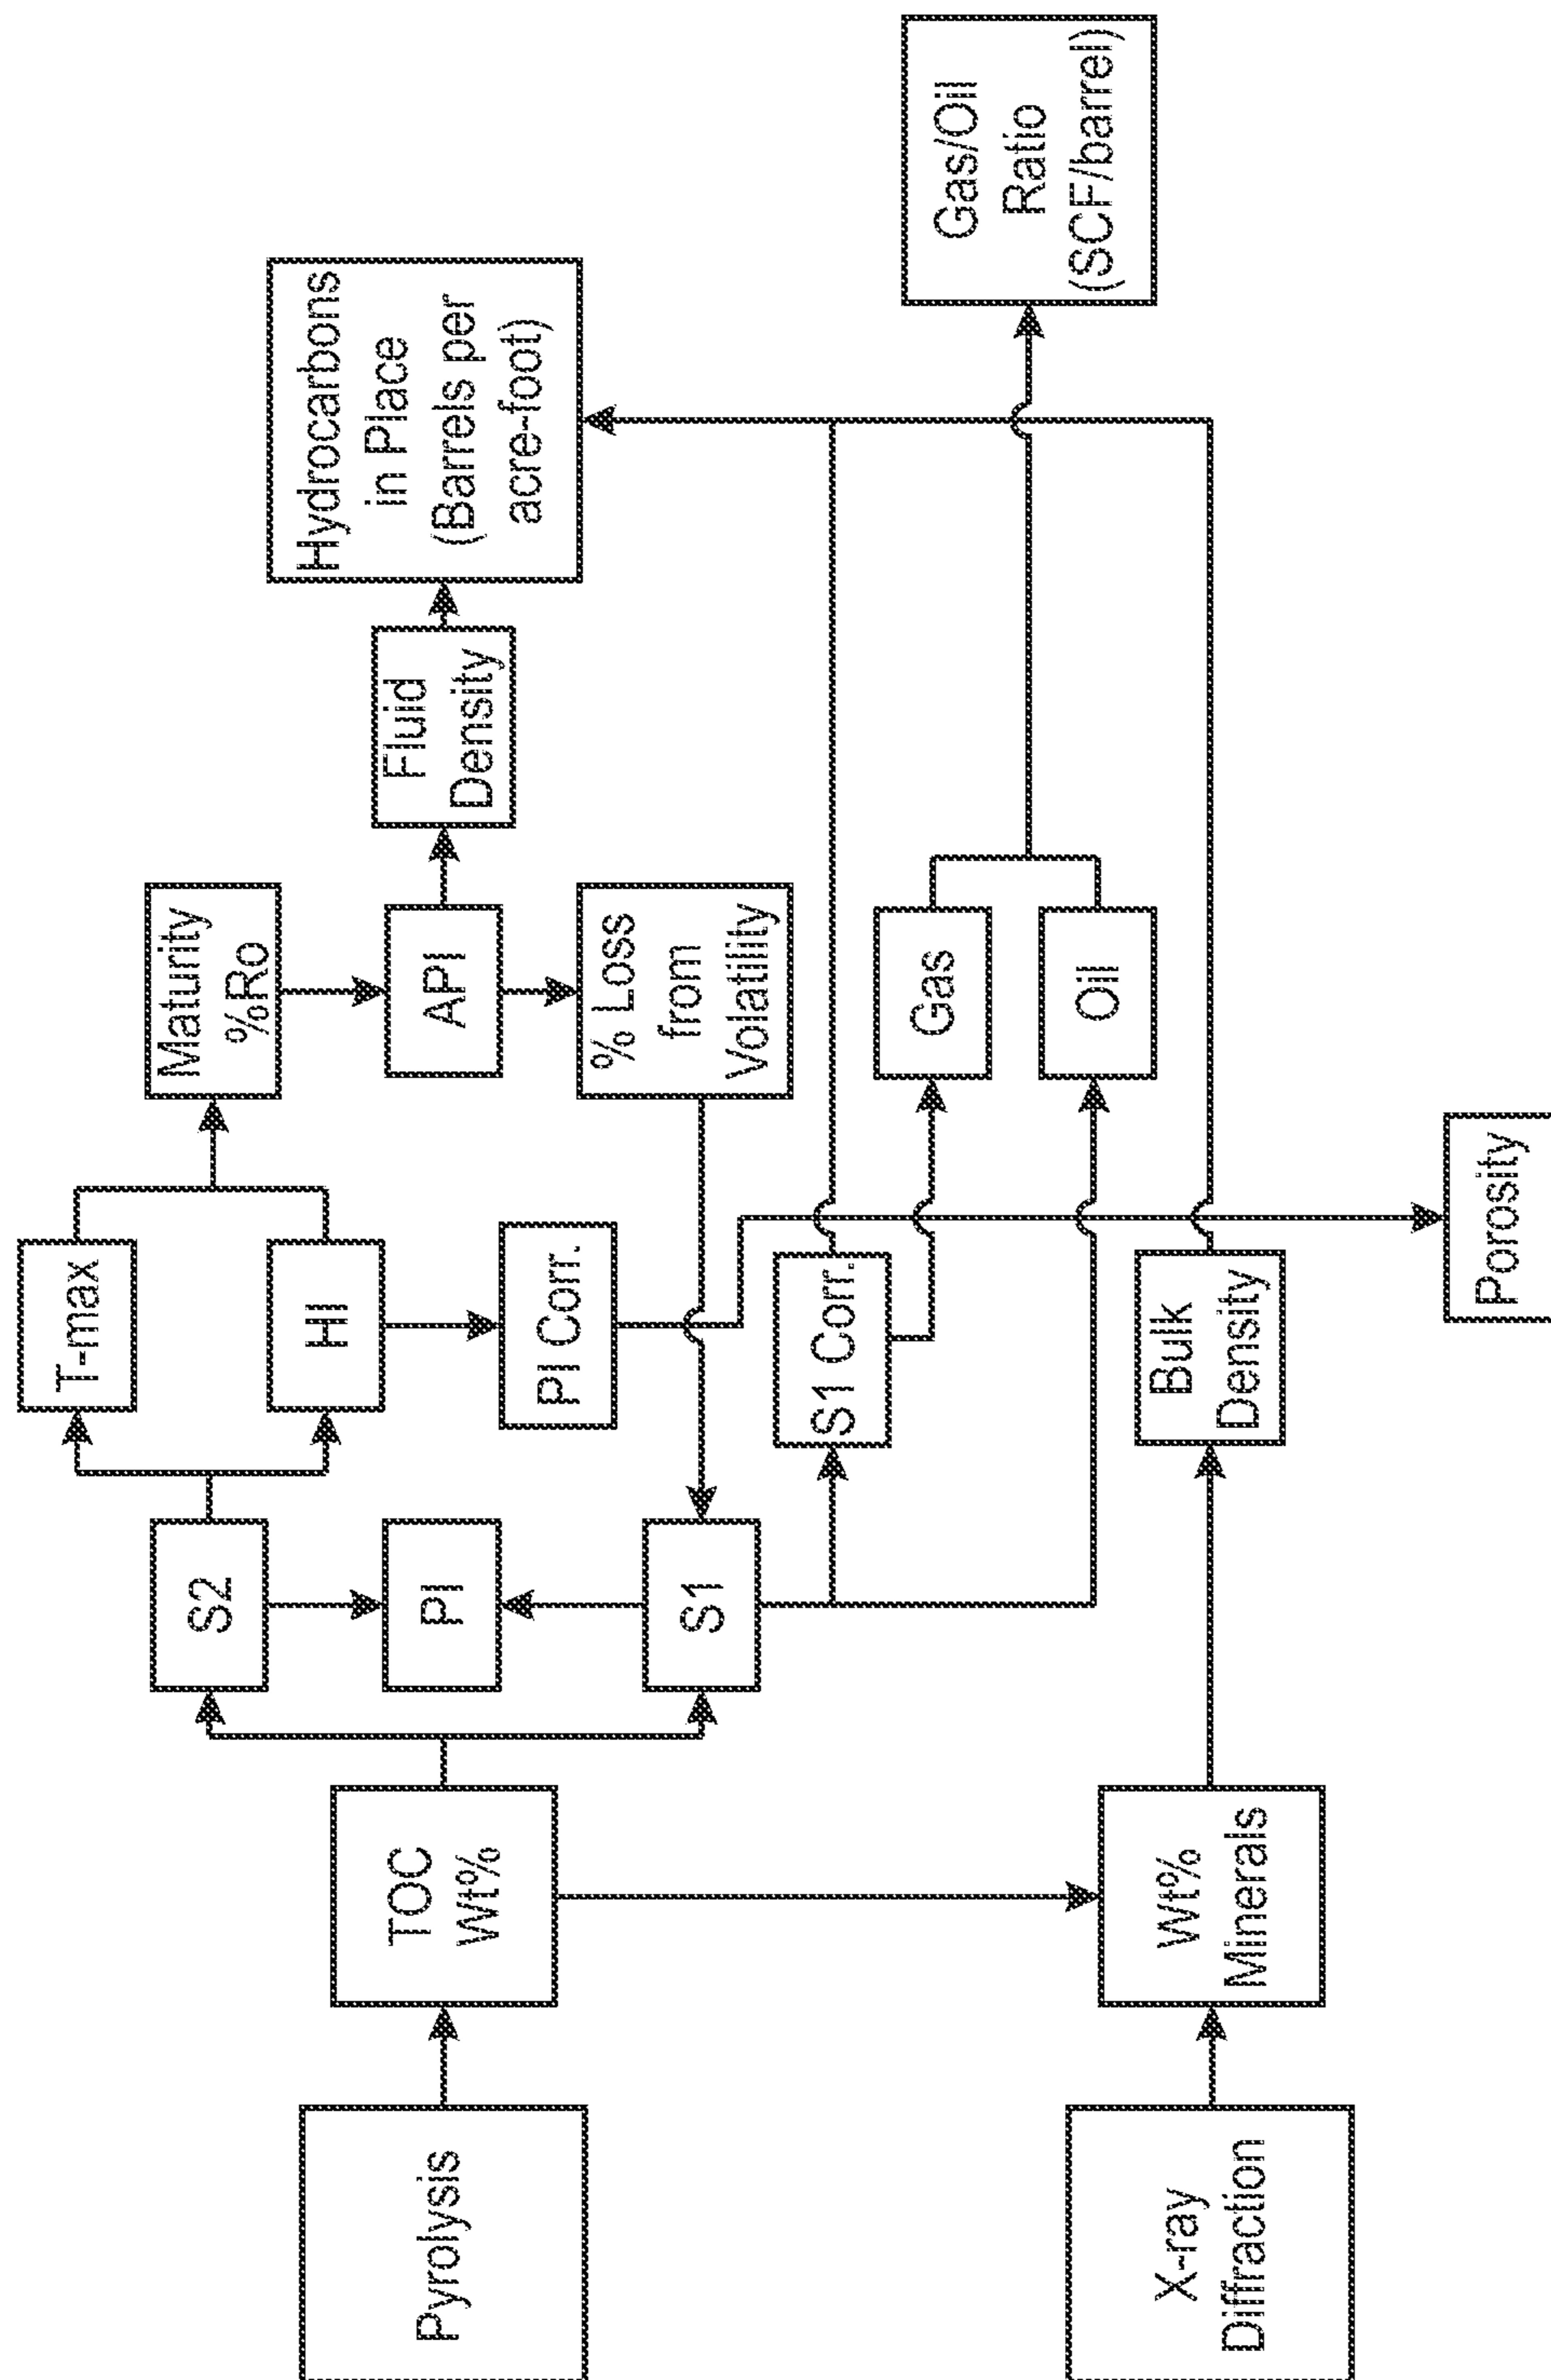 Pyrolysis
X-ray
Diffraction
TOC
Wt%
Wt%
Minerals
S2
PI
S1
T-max
HI
PI Corr.
S1 Corr.
Bulk
Density
Maturity
%Ro
API
% Loss
from
Volatility
Gas
Oil
Porosity
Fluid
Density
Hydrocarbons
in Place
(Barrels per
acre-foot)
Gas/Oil
Ratio
(SCF/barrel)